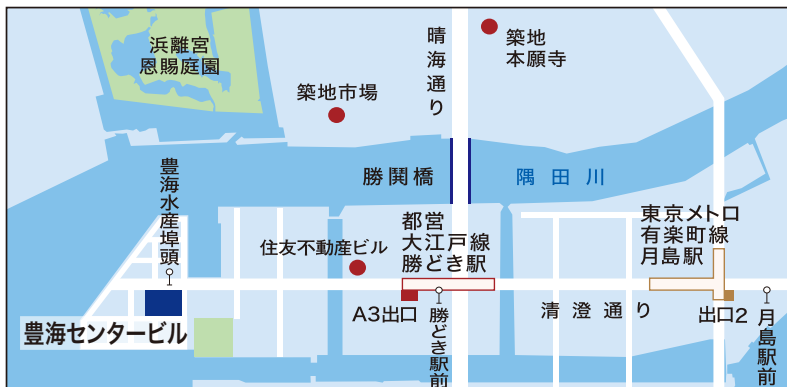 浜離宮
恩賜庭園
築地市場
晴海通り
築地
本願寺
勝鬨橋
隅田川
豊海水産埠頭
住友不動産ビル
都営
大江戸線
勝どき駅
東京メトロ
有楽町線
月島駅
A3出口
勝どき駅前
清澄通り
出口2
月島駅前
豊海センタービル